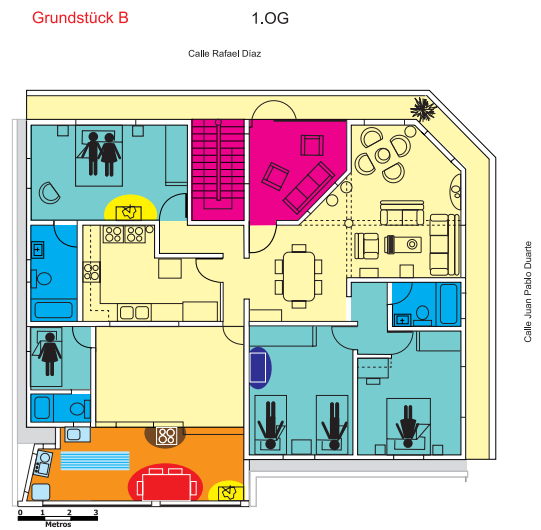 Grundstück B
1.OG
Calle Rafael Díaz
Calle Juan Pablo Duarte
0 1 2 3
Metros